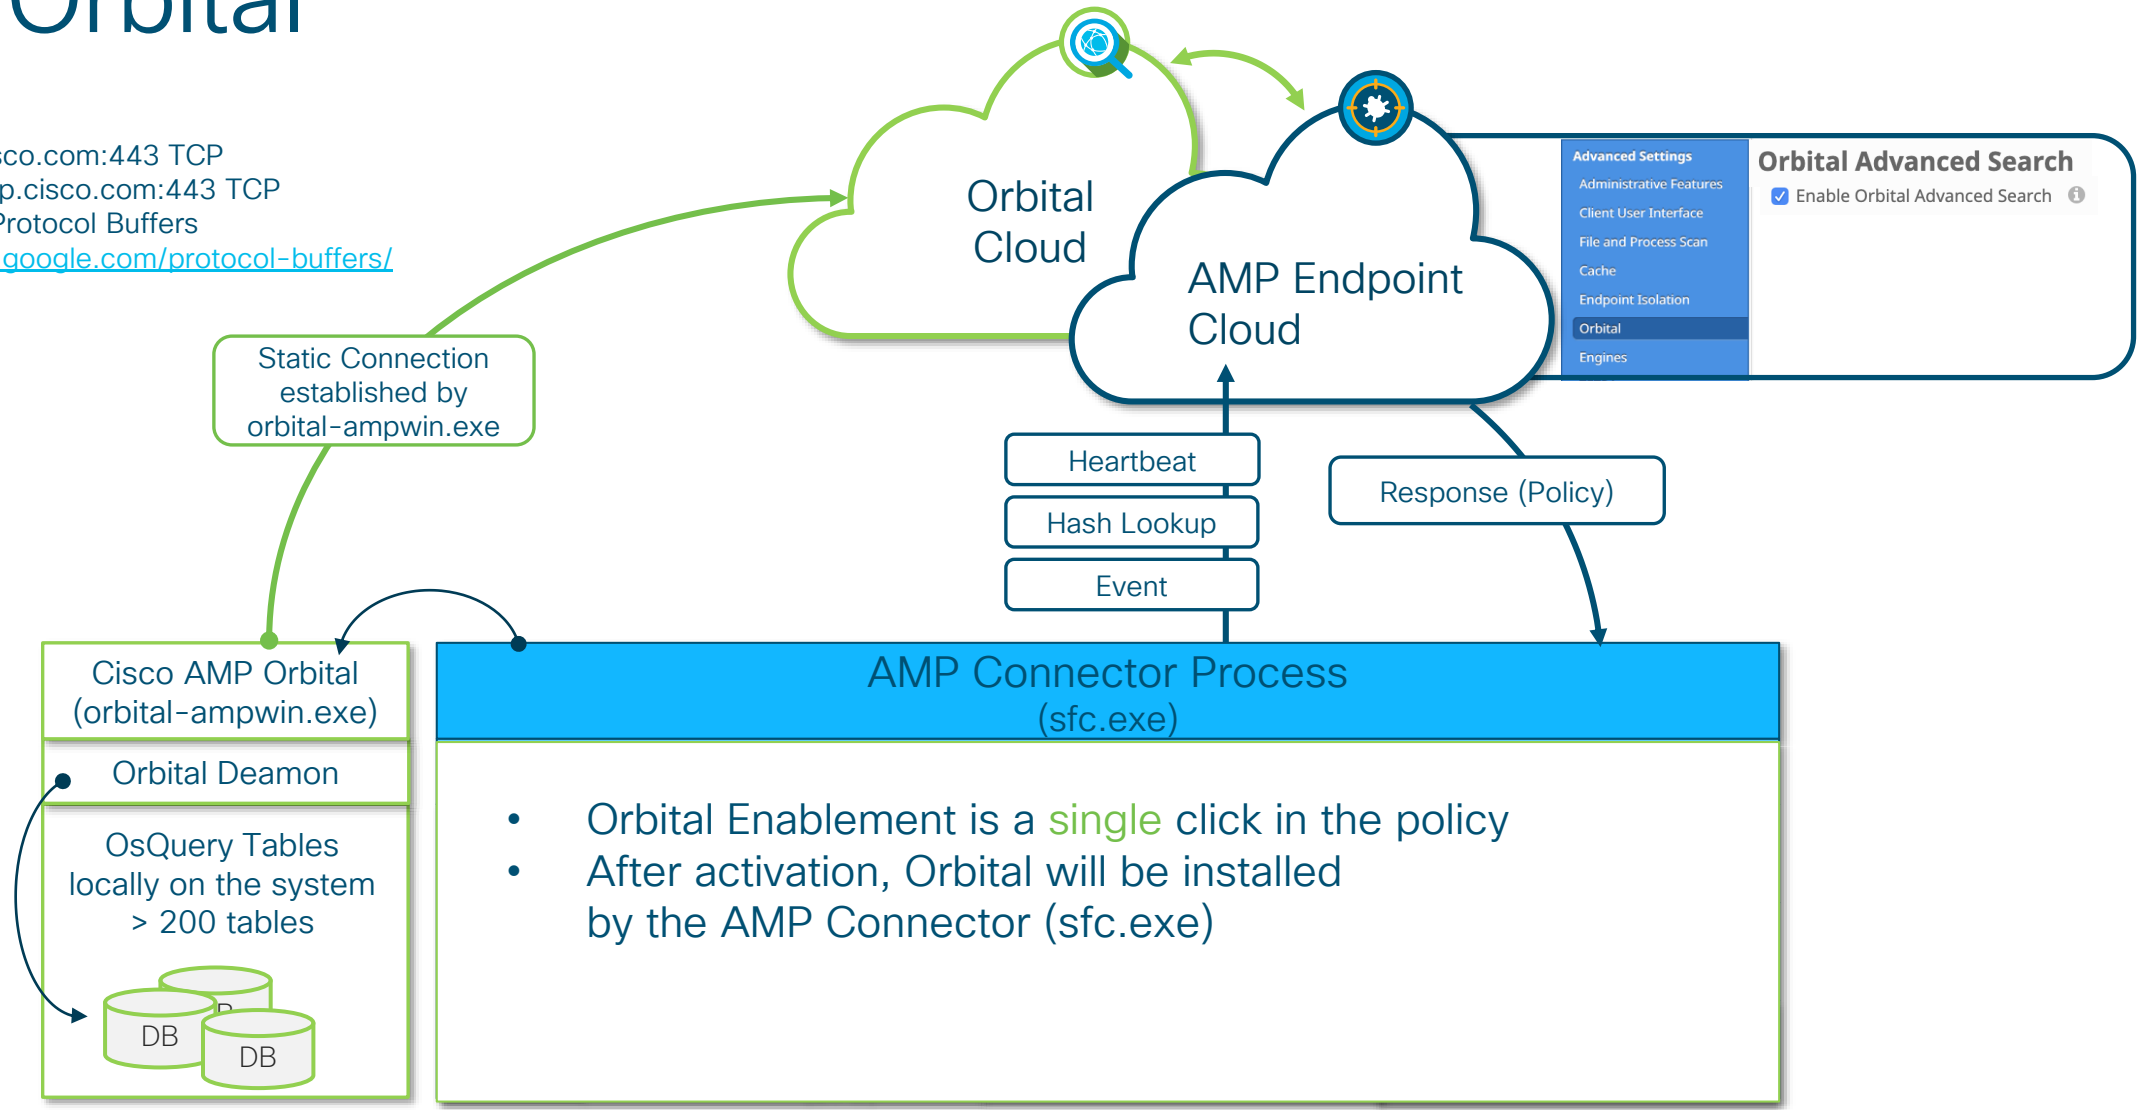 Orbital
sco.com:443 TCP
p.cisco.com:443 TCP
Protocol Buffers
.google.com/protocol-buffers/
Orbital
Cloud
AMP Endpoint
Cloud
Advanced Settings
Administrative Features
Client User Interface
File and Process Scan
Cache
Endpoint Isolation
Orbital
Engines
Orbital Advanced Search
Enable Orbital Advanced Search
Static Connection
established by
orbital-ampwin.exe
Heartbeat
Hash Lookup
Event
Response (Policy)
Cisco AMP Orbital
(orbital-ampwin.exe)
Orbital Deamon
OsQuery Tables
locally on the system
> 200 tables
DB
DB
AMP Connector Process
(sfc.exe)
• Orbital Enablement is a single click in the policy
• After activation, Orbital will be installed
by the AMP Connector (sfc.exe)